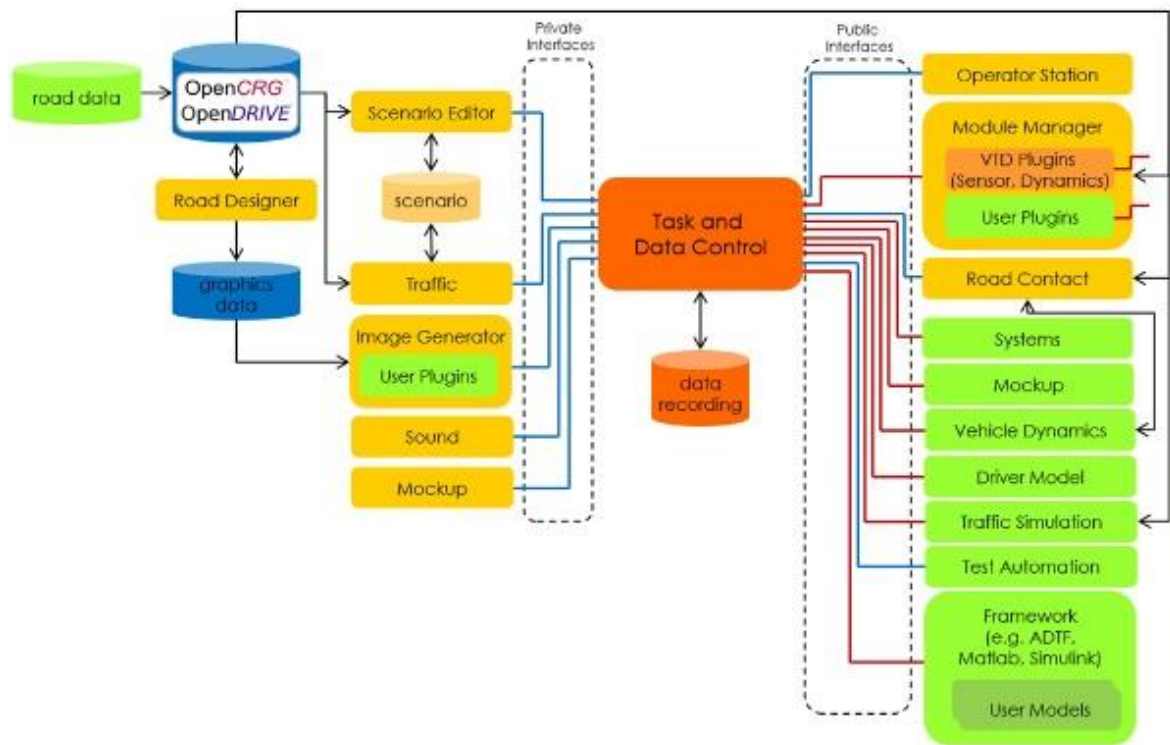 Private
Interfaces
Public
Interfaces
road data
OpenCRG
OpenDRIVE
Road Designer
graphics
data
Scenario Editor
scenario
Traffic
Image Generator
User Plugins
Sound
Mockup
Task and
Data Control
data
recording
Operator Station
Module Manager
VTD Plugins
(Sensor, Dynamics)
User Plugins
Road Contact
Systems
Mockup
Vehicle Dynamics
Driver Model
Traffic Simulation
Test Automation
Framework
(e.g. ADTF,
Matlab, Simulink)
User Models